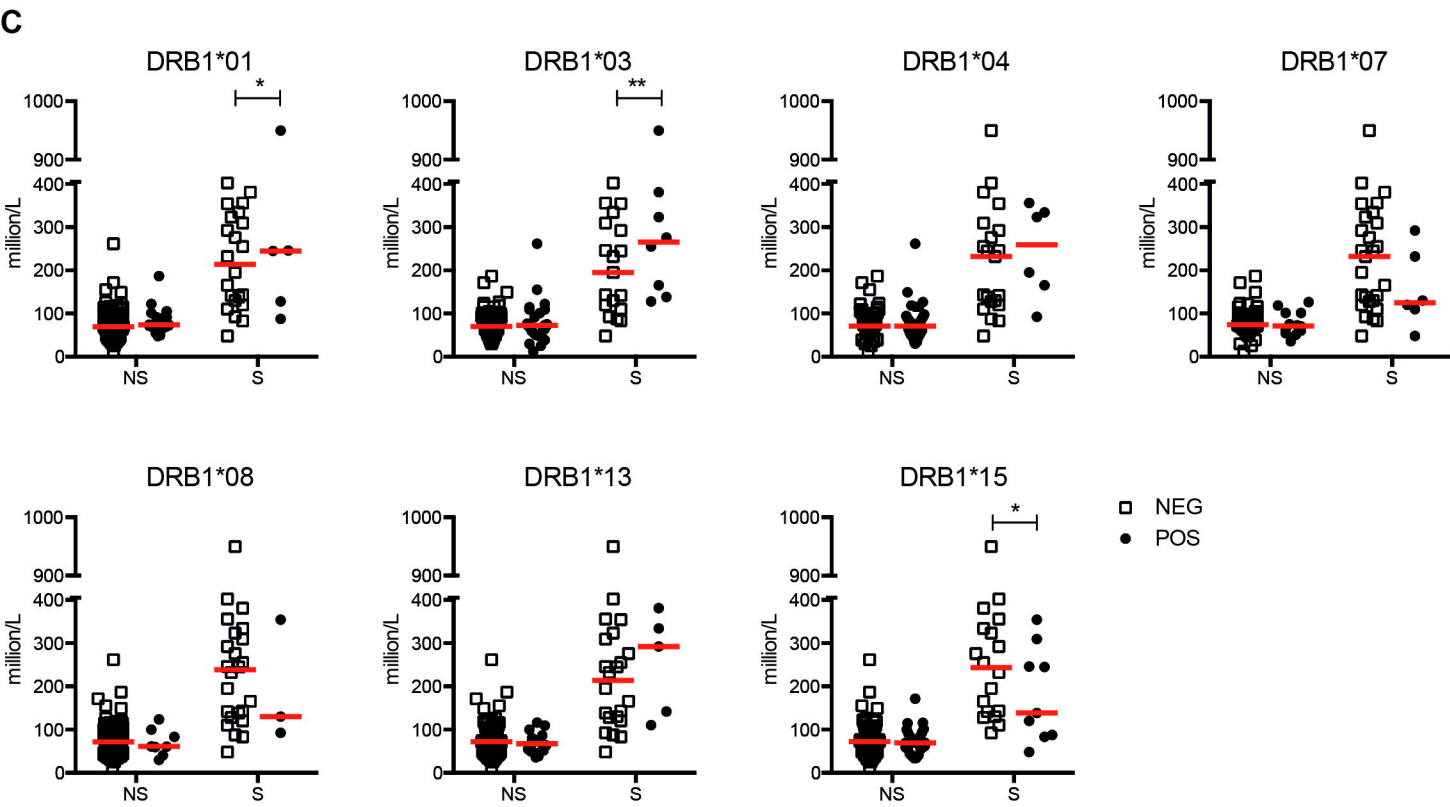 C
DRB1*01 DRB1*03 DRB1*04 DRB1*07
* **
1000 1000 1000 1000
900 900 900 900
400 400 400 400
300 300 300 300
200 200 200 200
100 100 100 100
0 0 0 0
million/L million/L million/L million/L
NS S NS S NS S NS S
DRB1*08 DRB1*13 DRB1*15
*
1000 1000 1000
NEG
POS
900 900 900
400 400 400
300 300 300
200 200 200
100 100 100
0 0 0
million/L million/L million/L
NS S NS S NS S